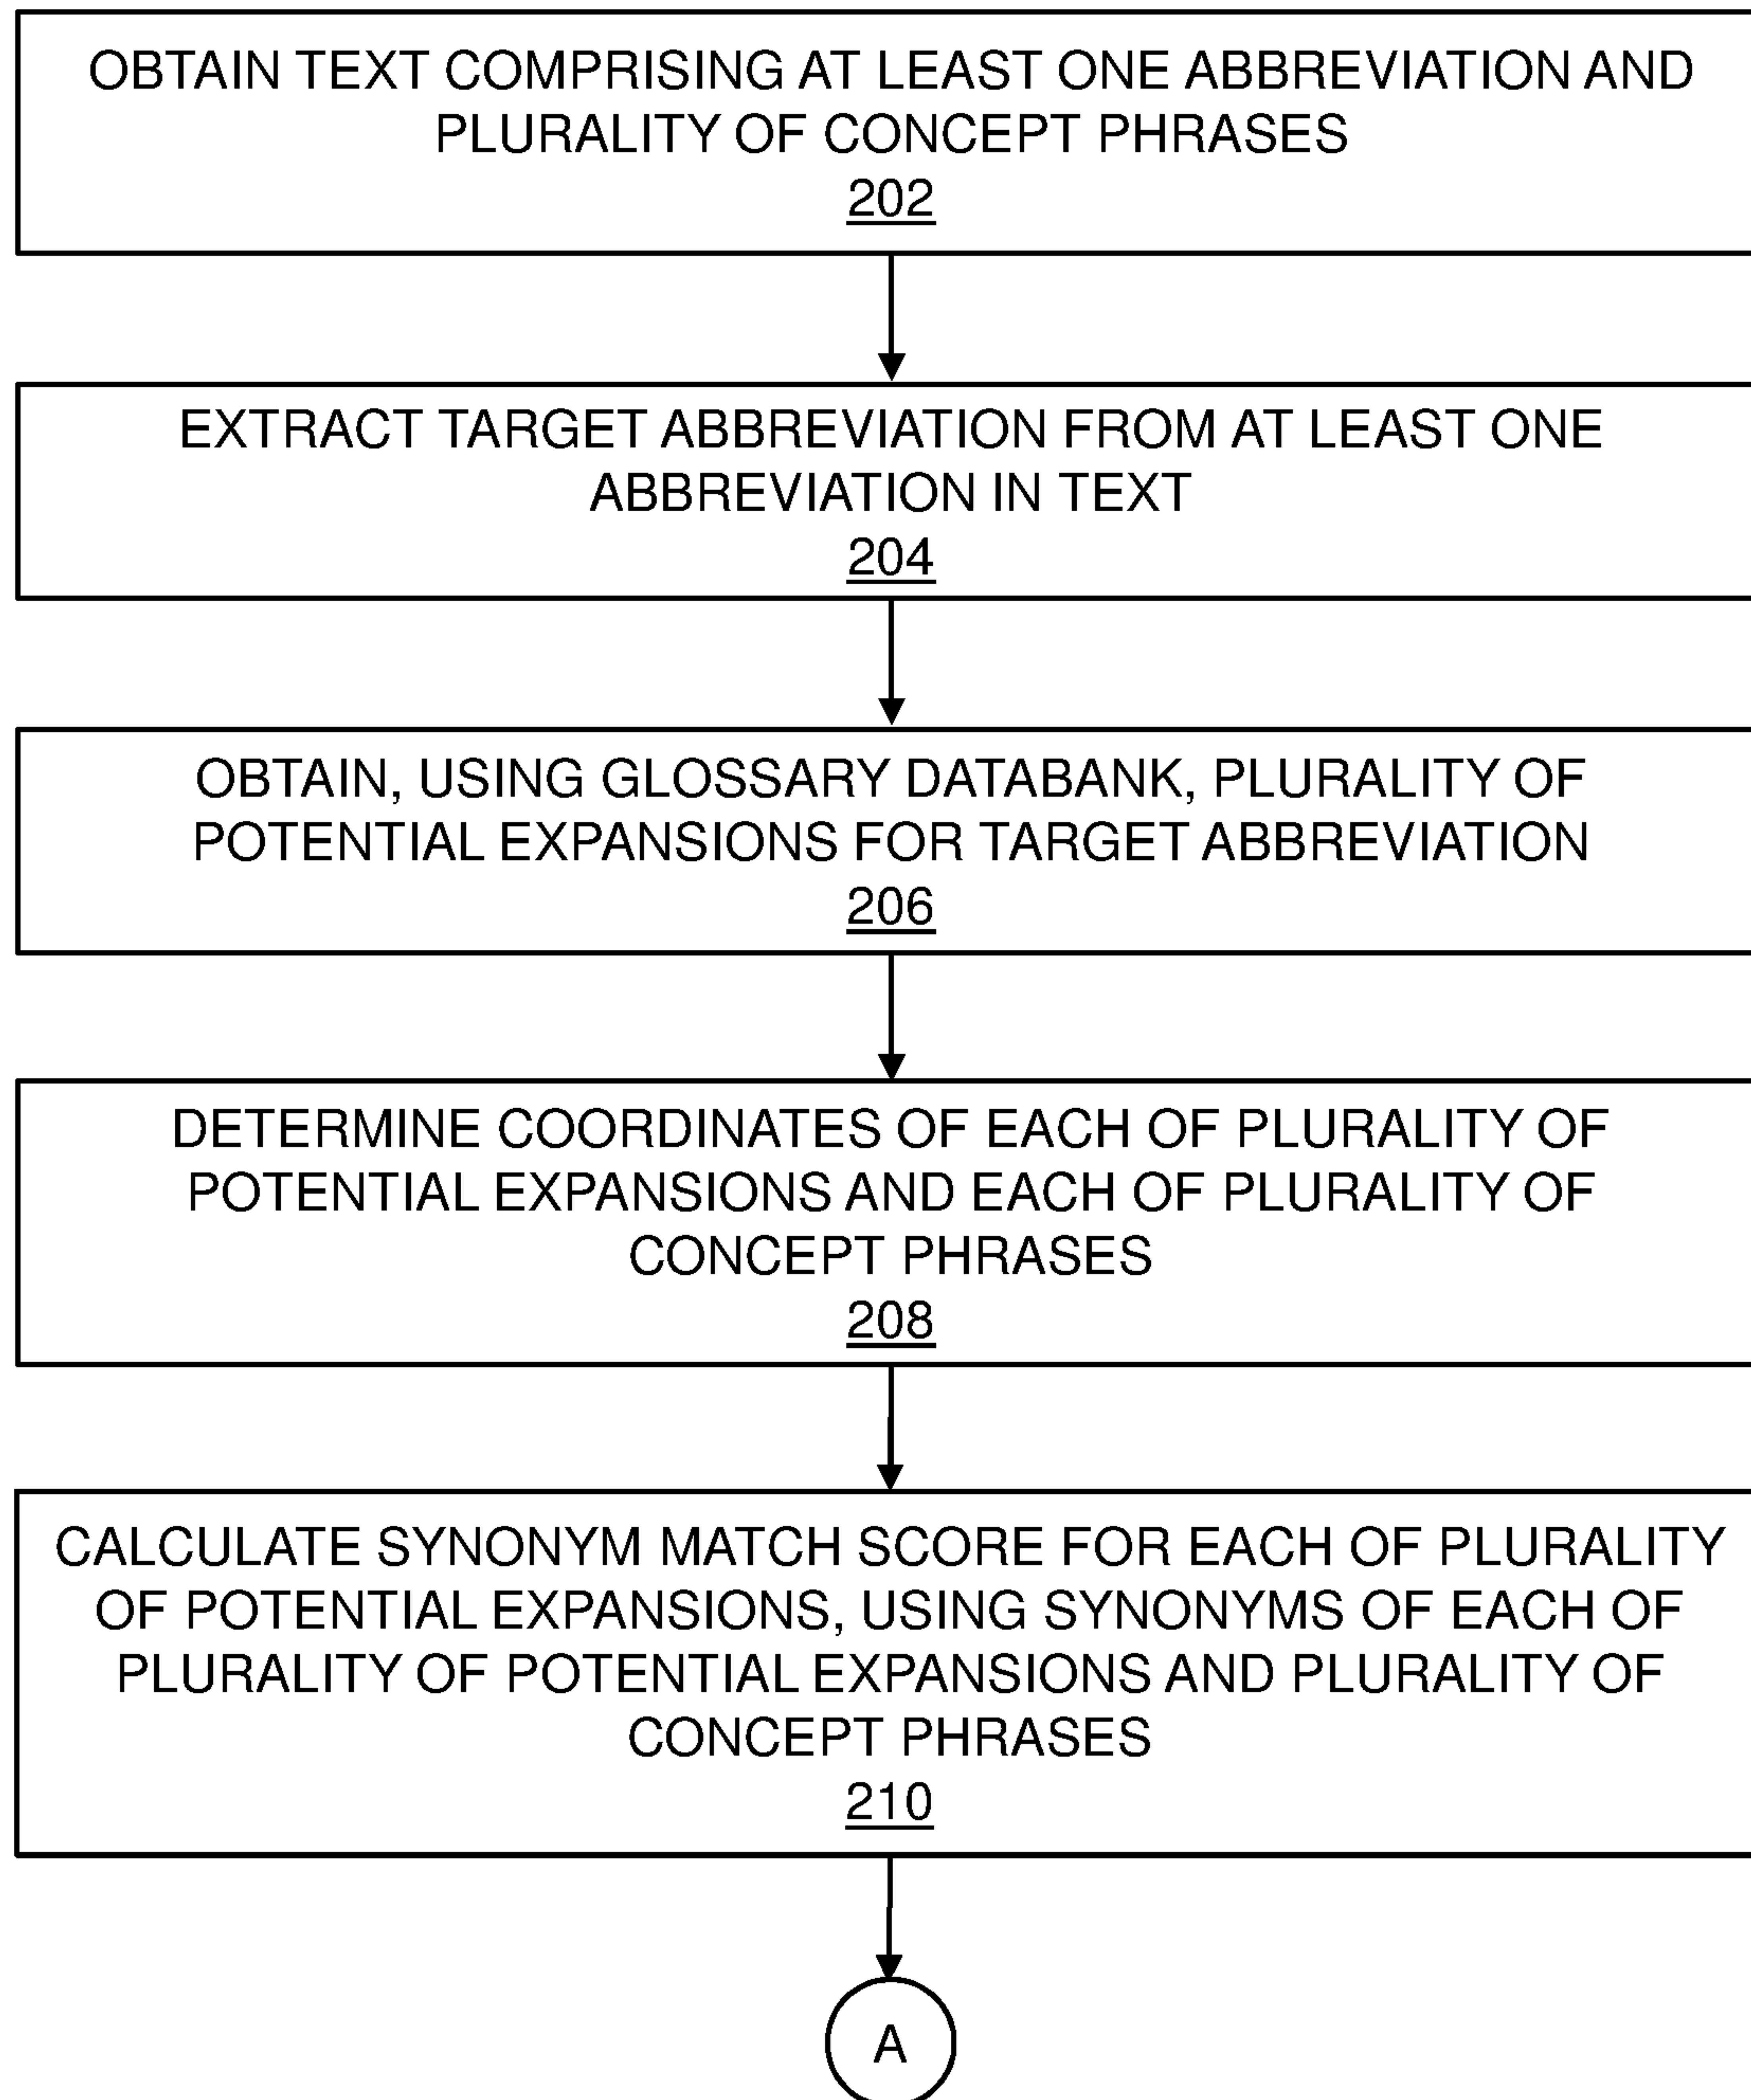 OBTAIN TEXT COMPRISING AT LEAST ONE ABBREVIATION AND
PLURALITY OF CONCEPT PHRASES
202
EXTRACT TARGET ABBREVIATION FROM AT LEAST ONE
ABBREVIATION IN TEXT
204
OBTAIN, USING GLOSSARY DATABANK, PLURALITY OF
POTENTIAL EXPANSIONS FOR TARGET ABBREVIATION
206
DETERMINE COORDINATES OF EACH OF PLURALITY OF
POTENTIAL EXPANSIONS AND EACH OF PLURALITY OF
CONCEPT PHRASES
208
CALCULATE SYNONYM MATCH SCORE FOR EACH OF PLURALITY
OF POTENTIAL EXPANSIONS, USING SYNONYMS OF EACH OF
PLURALITY OF POTENTIAL EXPANSIONS AND PLURALITY OF
CONCEPT PHRASES
210
A